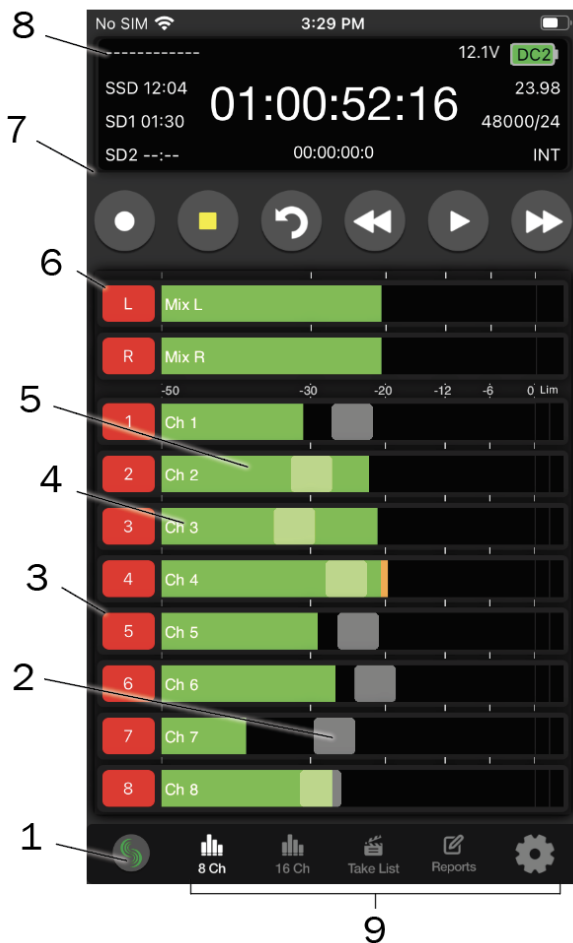 8
No SIM 3:29 PM
------------ 12.1V DC2
SSD 12:04 01:00:52:16 23.98
SD1 01:30 48000/24
7
SD2 --:-- 00:00:00:0 INT
6
L Mix L
R Mix R
-50 -30 -20 -12 -6 0 Lim
5
1 Ch 1
2 Ch 2
4
3 Ch 3
4 Ch 4
3
5 Ch 5
2
6 Ch 6
7 Ch 7
8 Ch 8
1
8 Ch 16 Ch Take List Reports
9